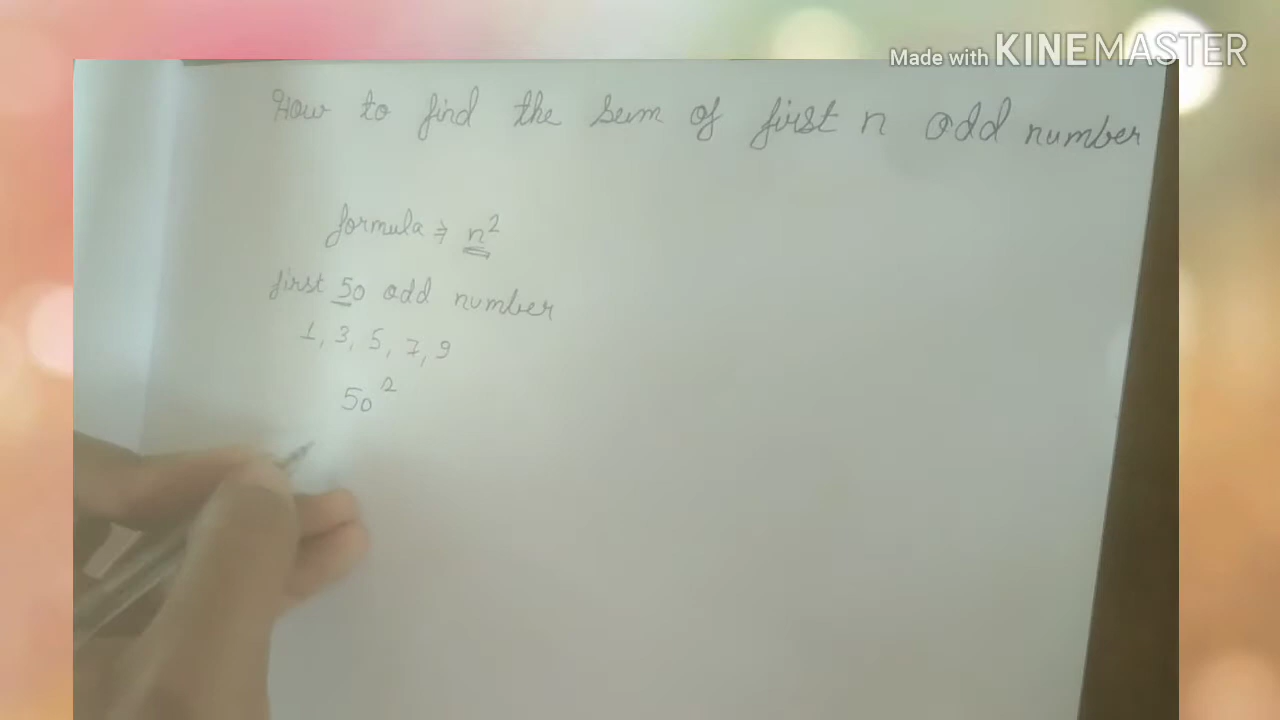 Made with KINEMASTER
How to find the sum of first n odd number
formula ⇒ n²
first 50 odd number
1, 3, 5, 7, 9
50²